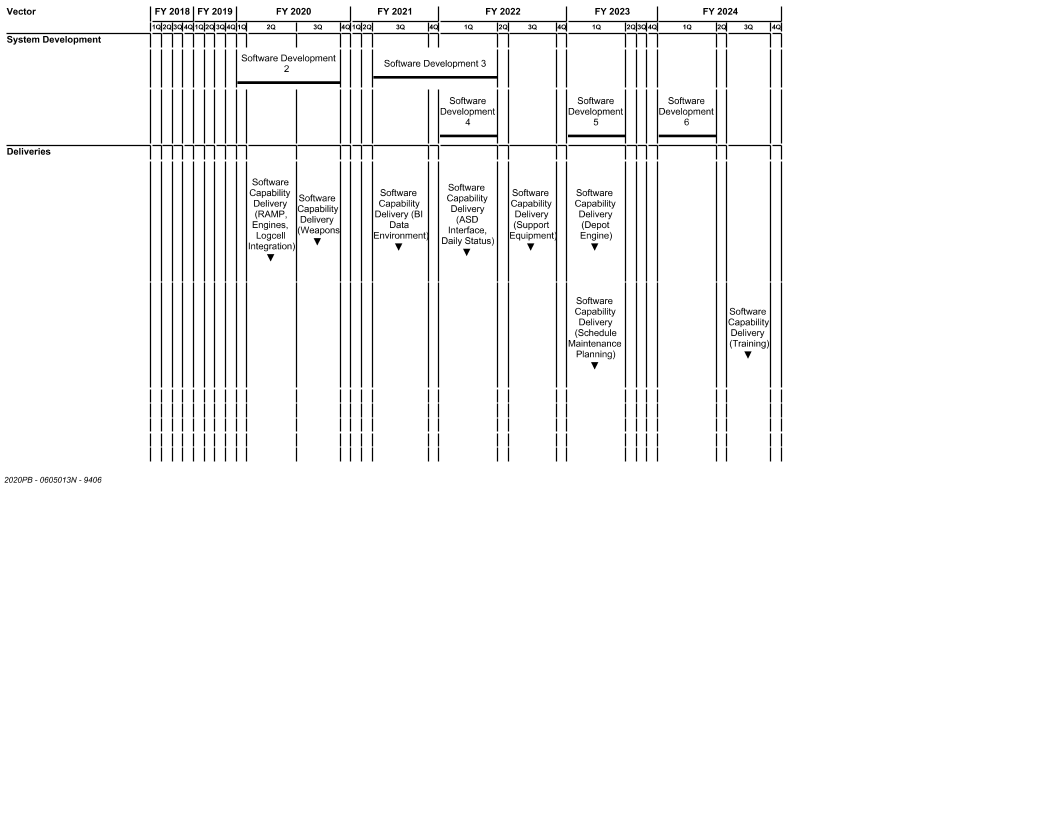 Vector FY 2018 FY 2019 FY 2020 FY 2021 FY 2022 FY 2023 FY 2024
1Q 2Q 3Q 4Q 1Q 2Q 3Q 4Q 1Q 2Q 3Q 4Q 1Q 2Q 3Q 4Q 1Q 2Q 3Q 4Q 1Q 2Q 3Q 4Q 1Q 2Q 3Q 4Q
System Development
Software Development
2
Software Development 3
Software
Development
4
Software
Development
5
Software
Development
6
Deliveries
Software
Capability
Delivery
(RAMP,
Engines,
Logcell
Integration)
▼
Software
Capability
Delivery
(Weapons
▼
Software
Capability
Delivery (BI
Data
Environment)
▼
Software
Capability
Delivery
(ASD
Interface,
Daily Status)
▼
Software
Capability
Delivery
(Support
Equipment)
▼
Software
Capability
Delivery
(Depot
Engine)
▼
Software
Capability
Delivery
(Schedule
Maintenance
Planning)
▼
Software
Capability
Delivery
(Training)
▼
2020PB - 0605013N - 9406